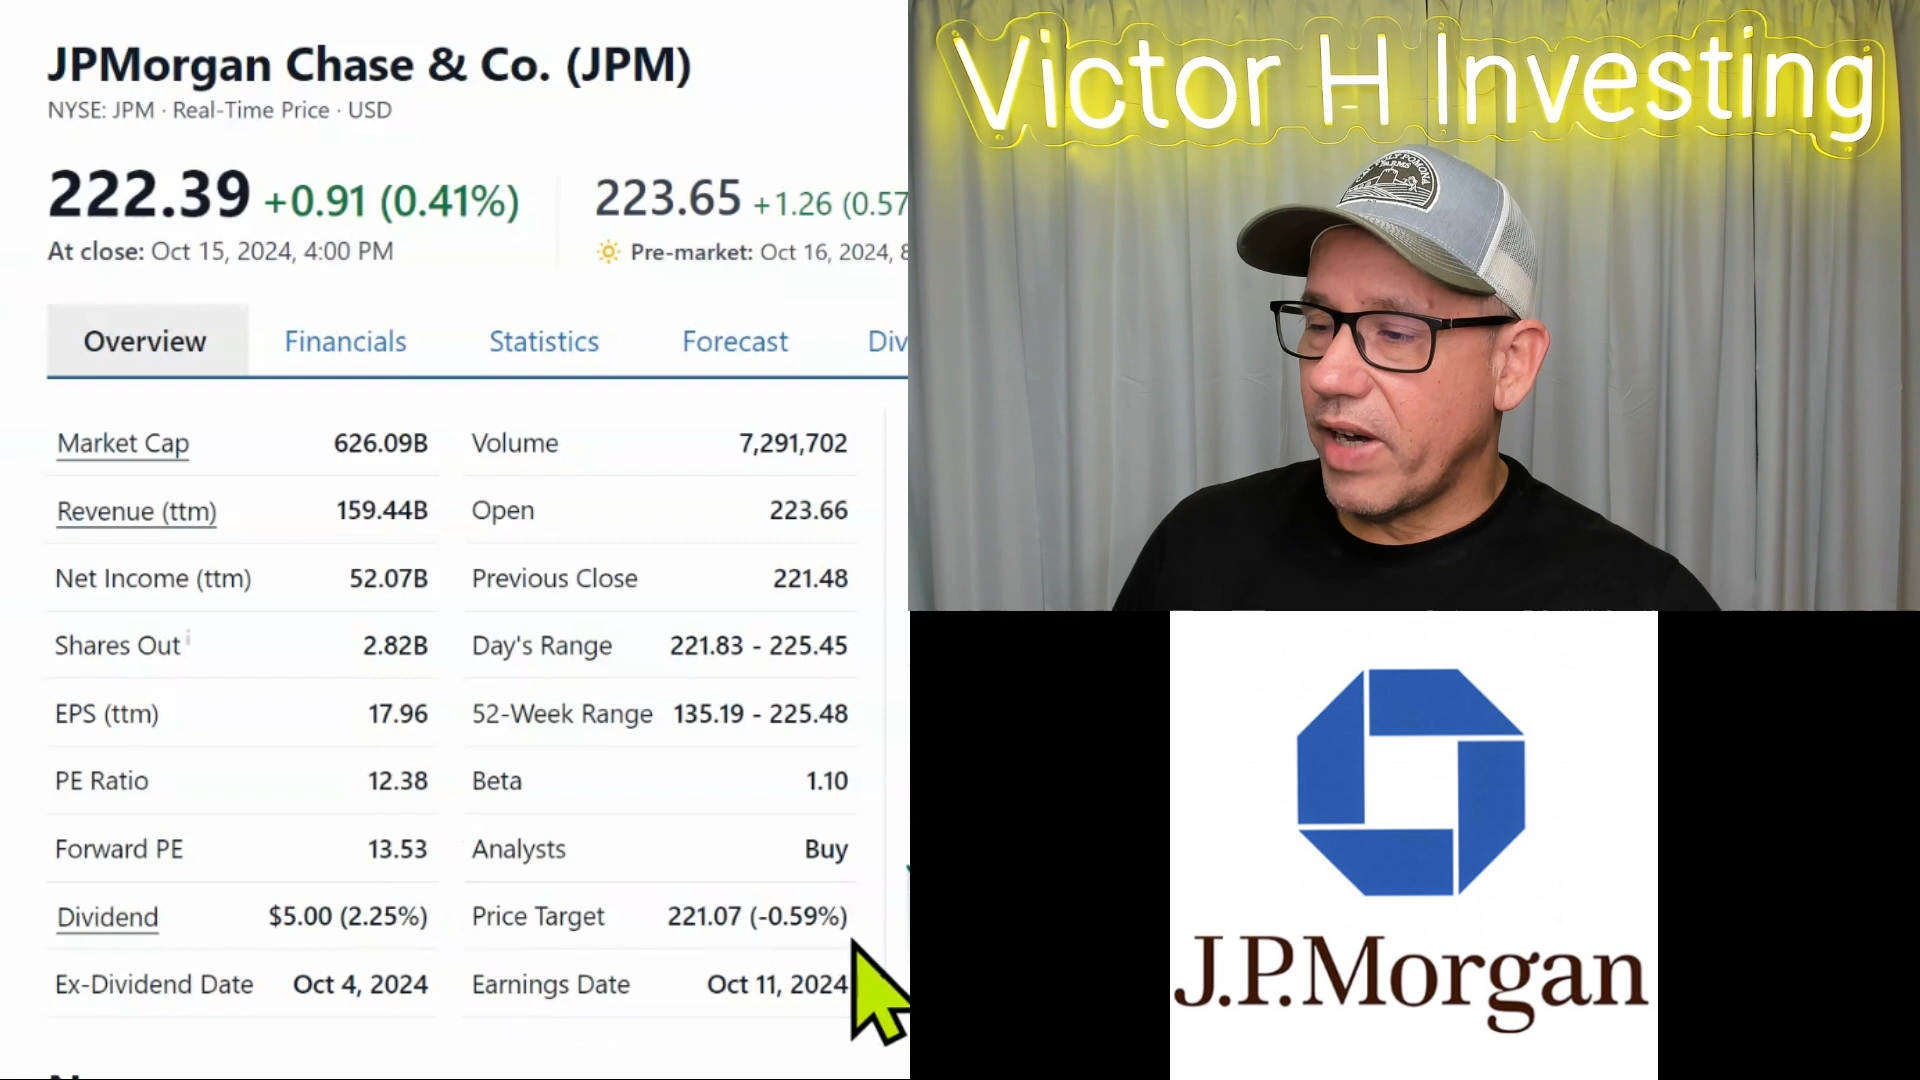 JPMorgan Chase & Co. (JPM)
NYSE: JPM · Real-Time Price · USD
222.39 +0.91 (0.41%)
At close: Oct 15, 2024, 4:00 PM
223.65 +1.26 (0.57
Pre-market: Oct 16, 2024, 8
Overview Financials Statistics Forecast Div
Market Cap 626.09B Volume 7,291,702
Revenue (ttm) 159.44B Open 223.66
Net Income (ttm) 52.07B Previous Close 221.48
Shares Out i 2.82B Day's Range 221.83 - 225.45
EPS (ttm) 17.96 52-Week Range 135.19 - 225.48
PE Ratio 12.38 Beta 1.10
Forward PE 13.53 Analysts Buy
Dividend $5.00 (2.25%) Price Target 221.07 (-0.59%)
Ex-Dividend Date Oct 4, 2024 Earnings Date Oct 11, 2024
Victor H Investing
POMONA
FARMS
J.P.Morgan